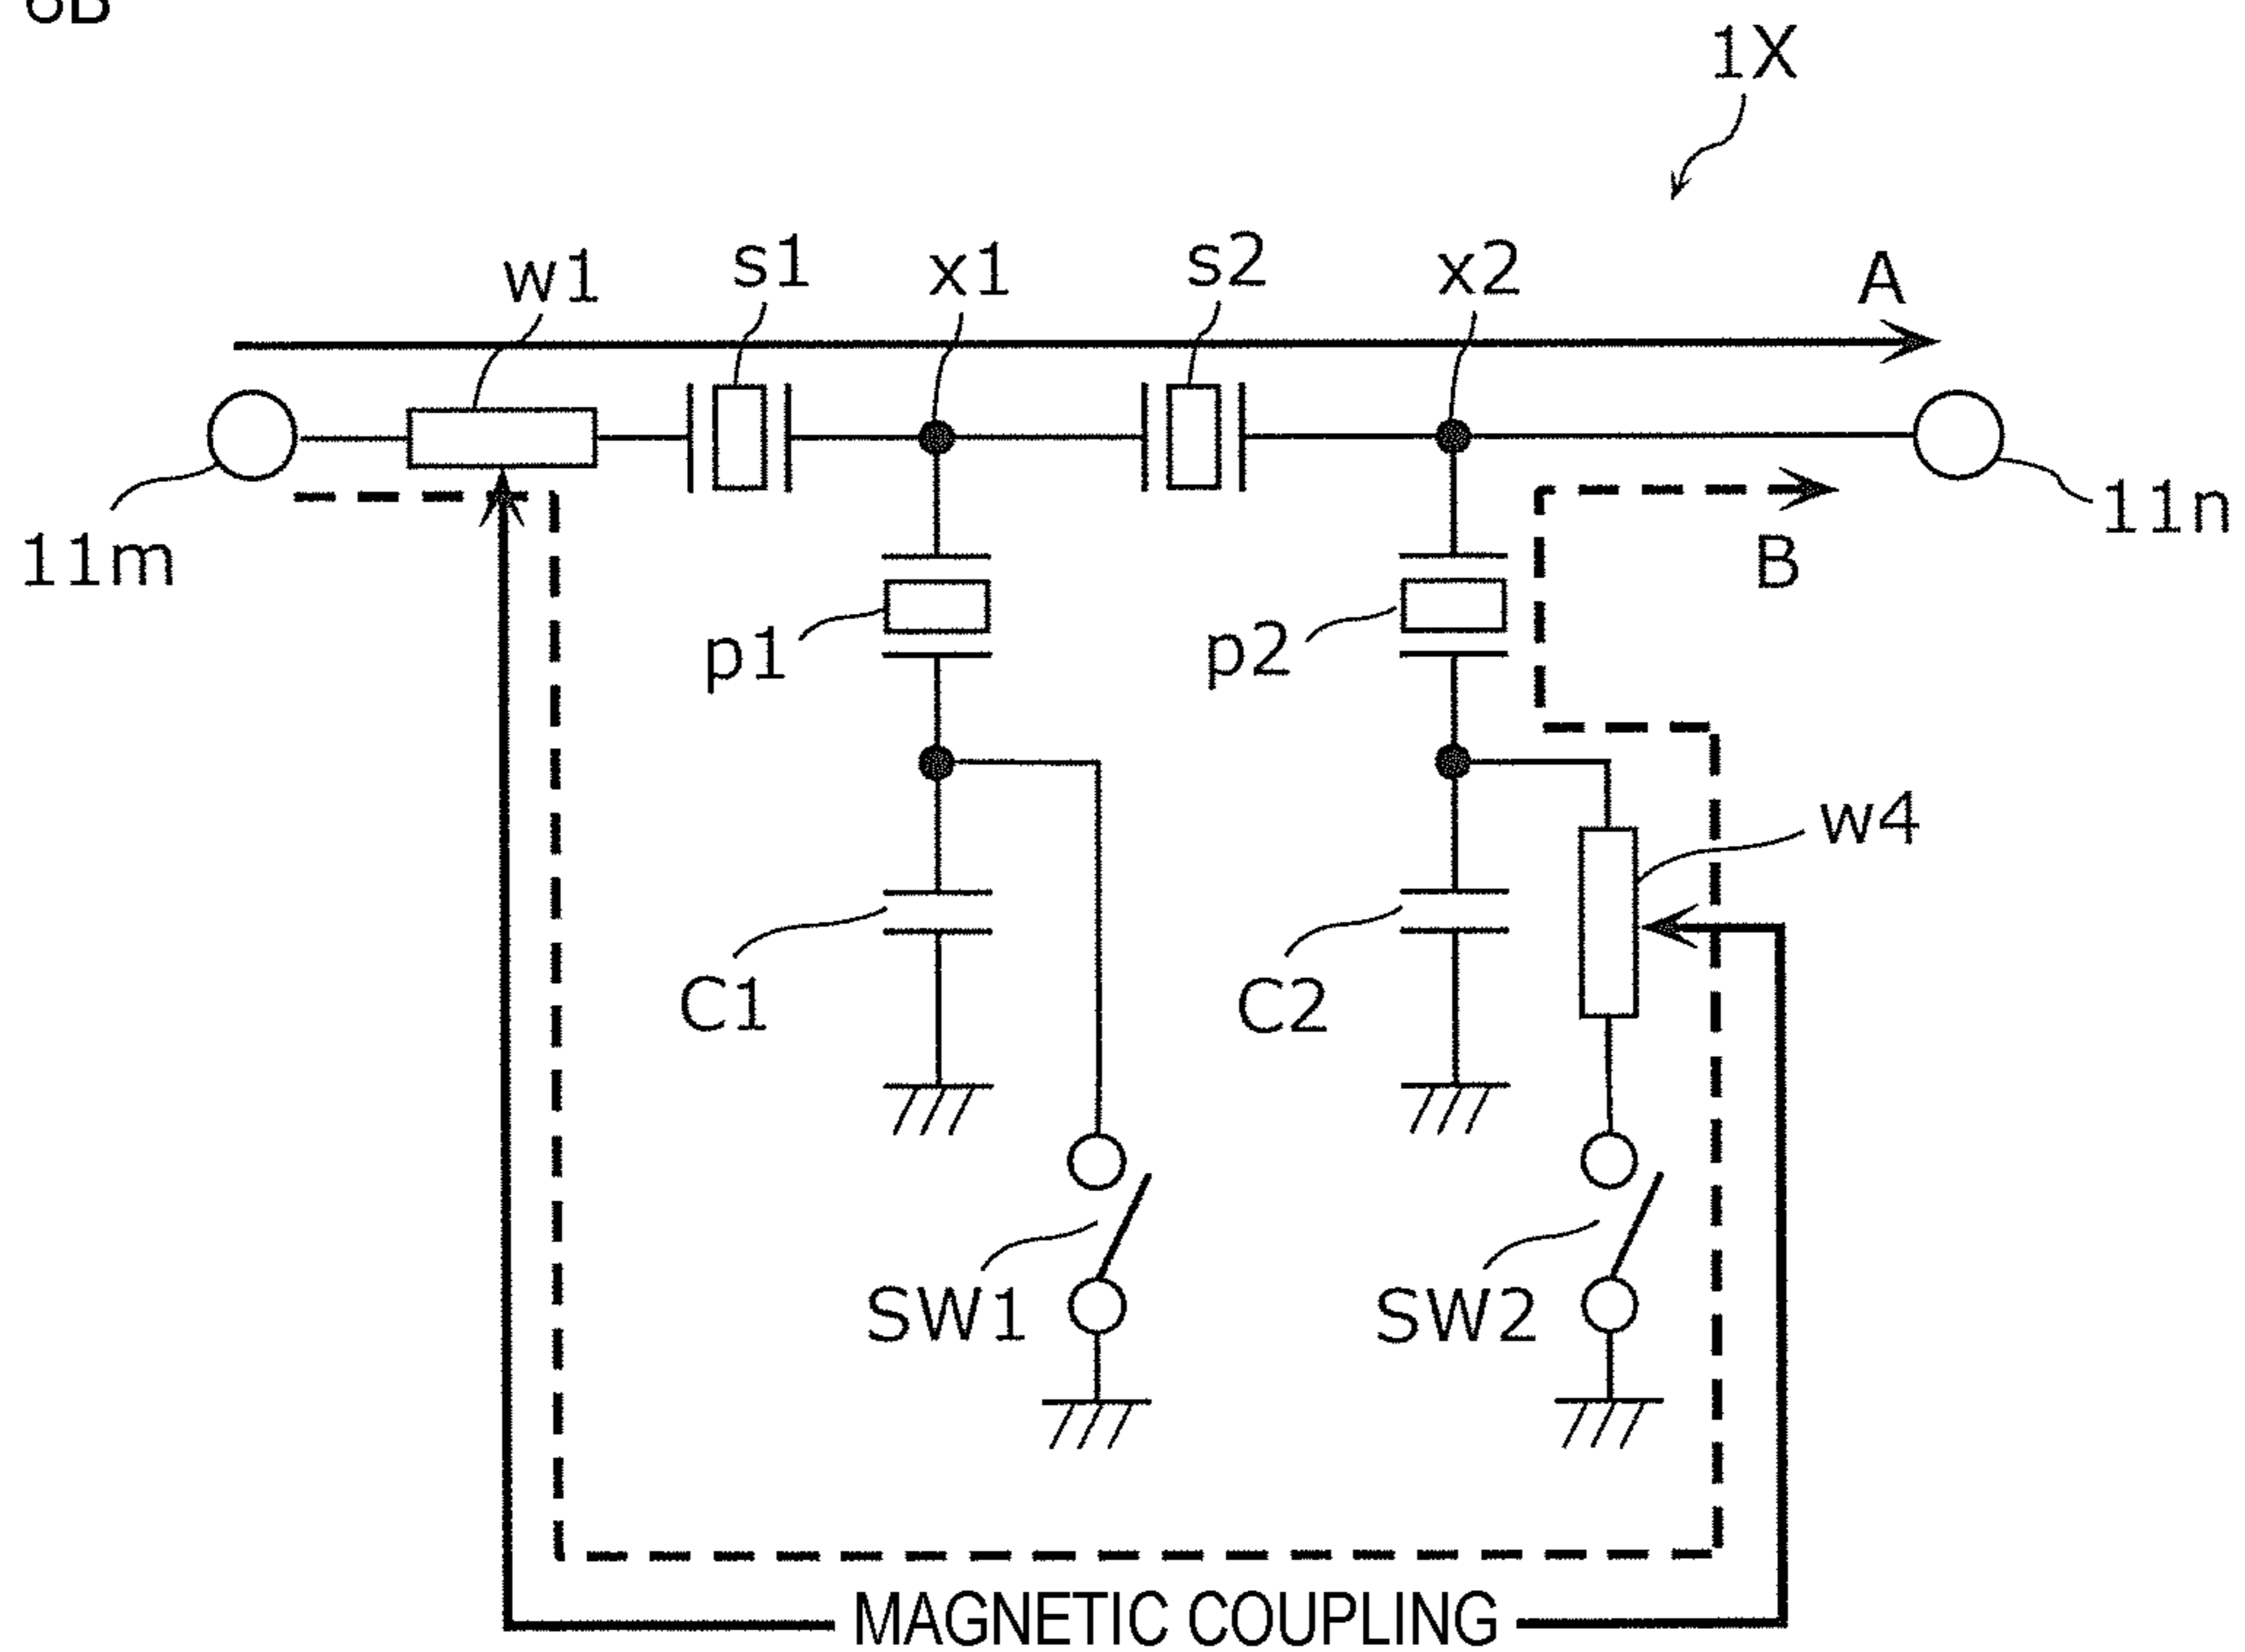 1X
A
w1 s1 x1 s2 x2
11m
11n
B
p1
p2
w4
C1
C2
SW1
SW2
MAGNETIC COUPLING